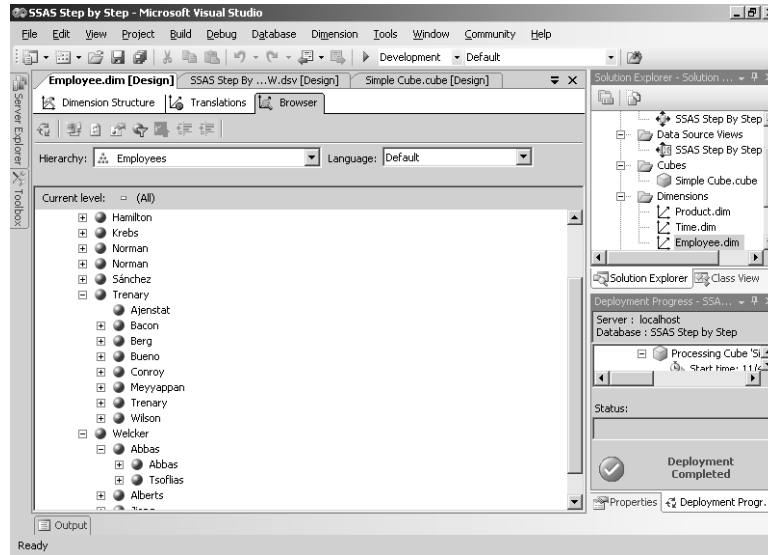 SSAS Step by Step - Microsoft Visual Studio
File Edit View Project Build Debug Database Dimension Tools Window Community Help
Development Default
Employee.dim [Design] SSAS Step By ...W.dsv [Design] Simple Cube.cube [Design]
Dimension Structure Translations Browser
Hierarchy: Employees Language: Default
Current level: (All)
Hamilton
Krebs
Norman
Norman
Sánchez
Trenary
Ajenstat
Bacon
Berg
Bueno
Conroy
Meyyappan
Trenary
Wilson
Welcker
Abbas
Abbas
Tsoflias
Alberts
Server Explorer
Toolbox
Solution Explorer - Solution ...
SSAS Step By Step
Data Source Views
SSAS Step By Step
Cubes
Simple Cube.cube
Dimensions
Product.dim
Time.dim
Employee.dim
Solution Explorer Class View
Deployment Progress - SSA...
Server : localhost
Database : SSAS Step by Step
Processing Cube 'Si
Start time: 11/
Status:
Deployment
Completed
Properties Deployment Progr.
Output
Ready